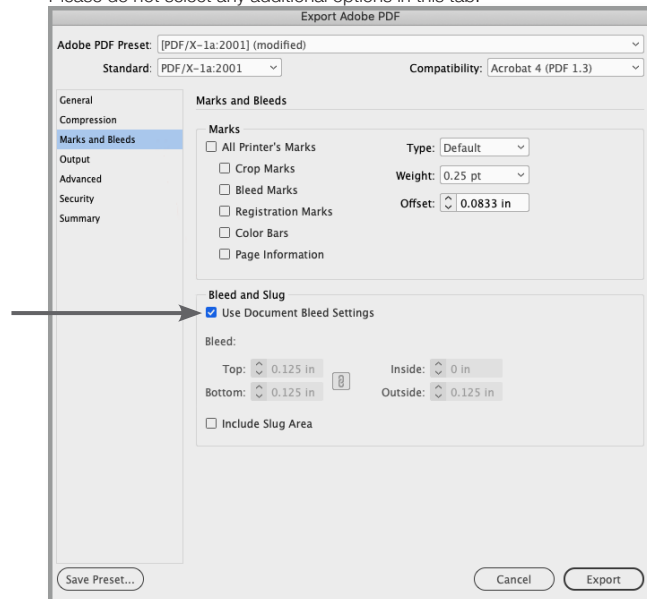 Please do not select any additional options in this tab.
Export Adobe PDF
Adobe PDF Preset: [PDF/X-1a:2001] (modified)
Standard: PDF/X-1a:2001 Compatibility: Acrobat 4 (PDF 1.3)
General
Compression
Marks and Bleeds
Output
Advanced
Security
Summary
Marks and Bleeds
Marks
All Printer's Marks
Crop Marks
Bleed Marks
Registration Marks
Color Bars
Page Information
Type: Default
Weight: 0.25 pt
Offset: 0.0833 in
Bleed and Slug
Use Document Bleed Settings
Bleed:
Top: 0.125 in Inside: 0 in
Bottom: 0.125 in Outside: 0.125 in
Include Slug Area
Save Preset... Cancel Export